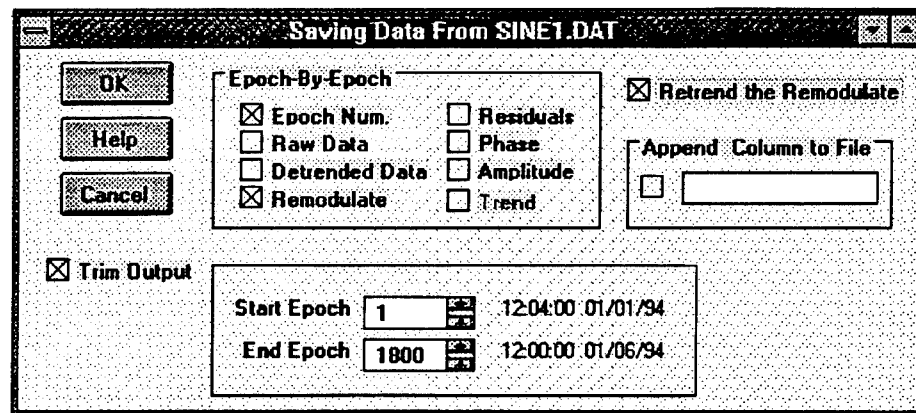 Saving Data From SINE1.DAT
OK
Help
Cancel
Epoch-By-Epoch
Epoch Num.
Raw Data
Detrended Data
Remodulate
Residuals
Phase
Amplitude
Trend
Retrend the Remodulate
Append Column to File
Trim Output
Start Epoch 1 12:04:00 01/01/94
End Epoch 1800 12:00:00 01/06/94